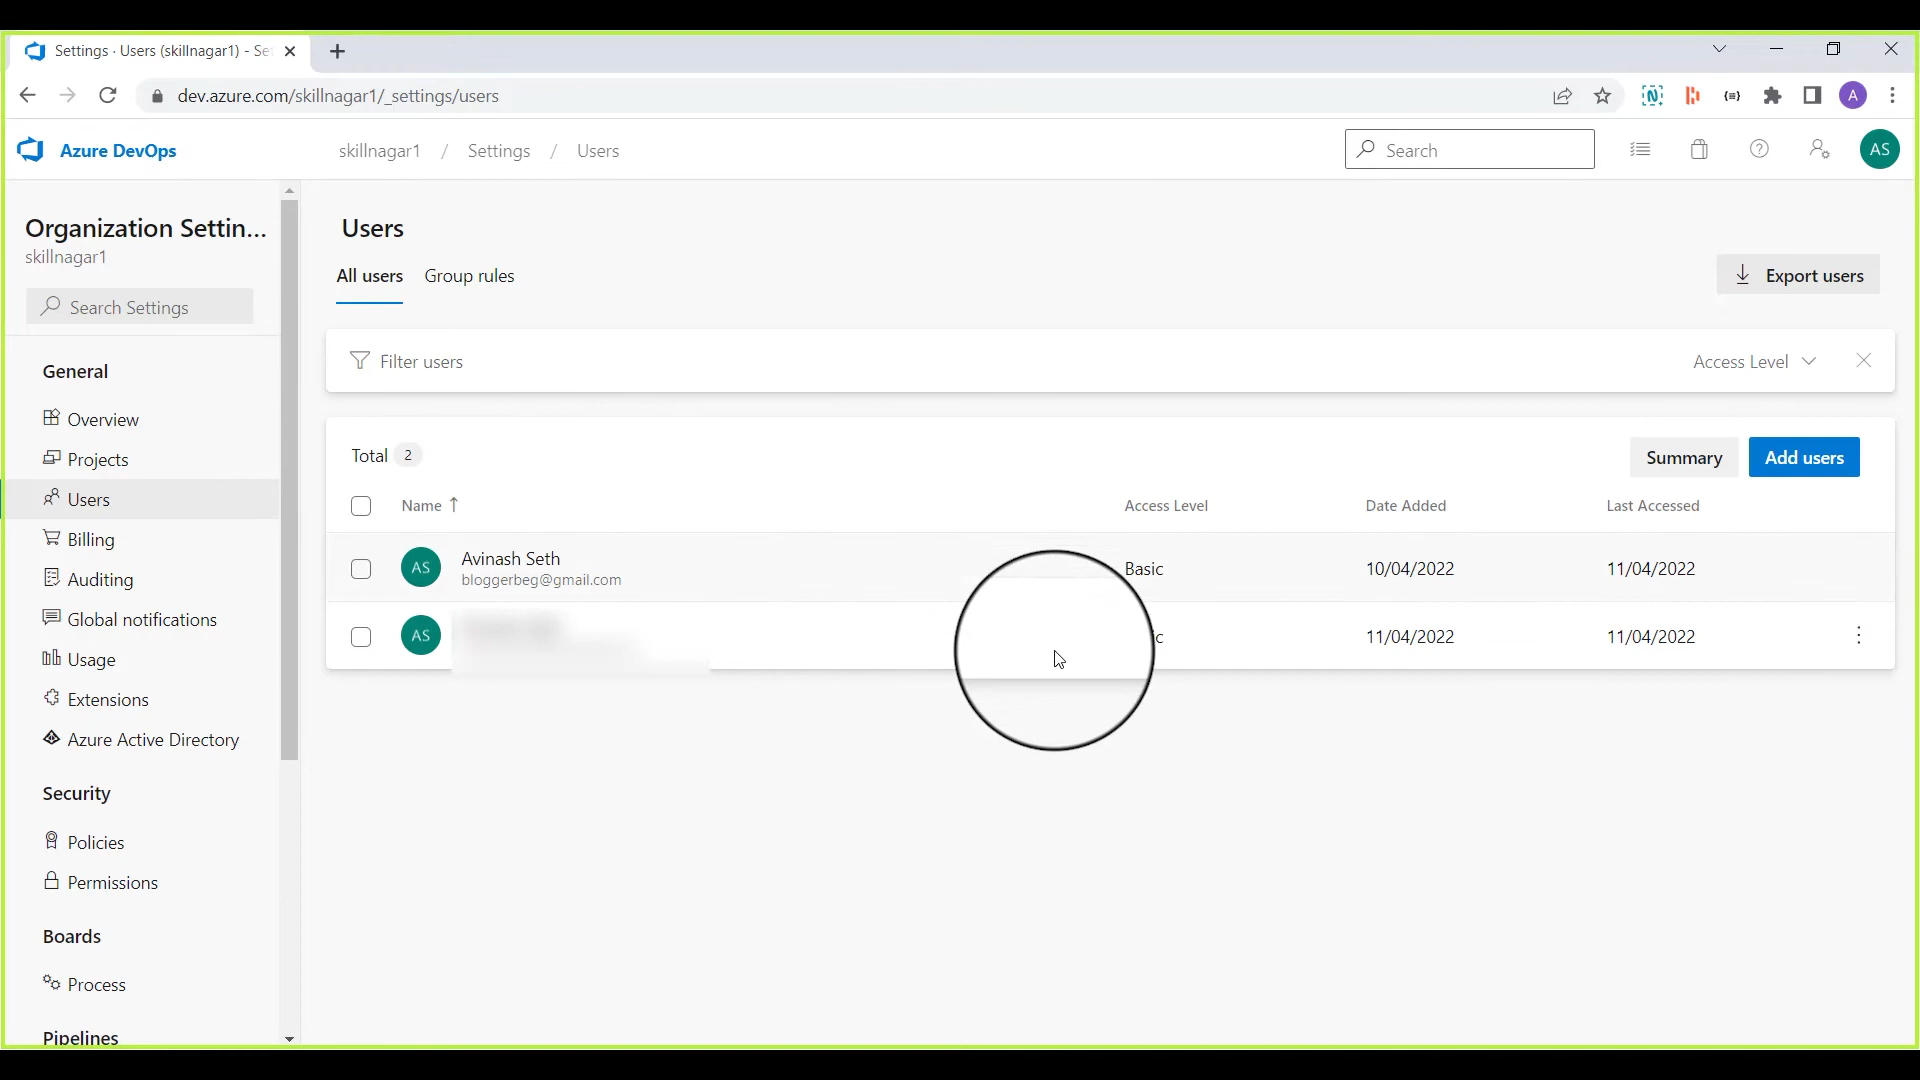 Settings · Users (skillnagar1) - Se
dev.azure.com/skillnagar1/_settings/users
A
Azure DevOps
skillnagar1 / Settings / Users
Search
AS
Organization Settin...
skillnagar1
Search Settings
General
Overview
Projects
Users
Billing
Auditing
Global notifications
Usage
Extensions
Azure Active Directory
Security
Policies
Permissions
Boards
Process
Pipelines
Users
All users Group rules
Export users
Filter users
Access Level
Total 2
Summary
Add users
Name Access Level Date Added Last Accessed
AS Avinash Seth Basic 10/04/2022 11/04/2022
bloggerbeg@gmail.com
AS c 11/04/2022 11/04/2022